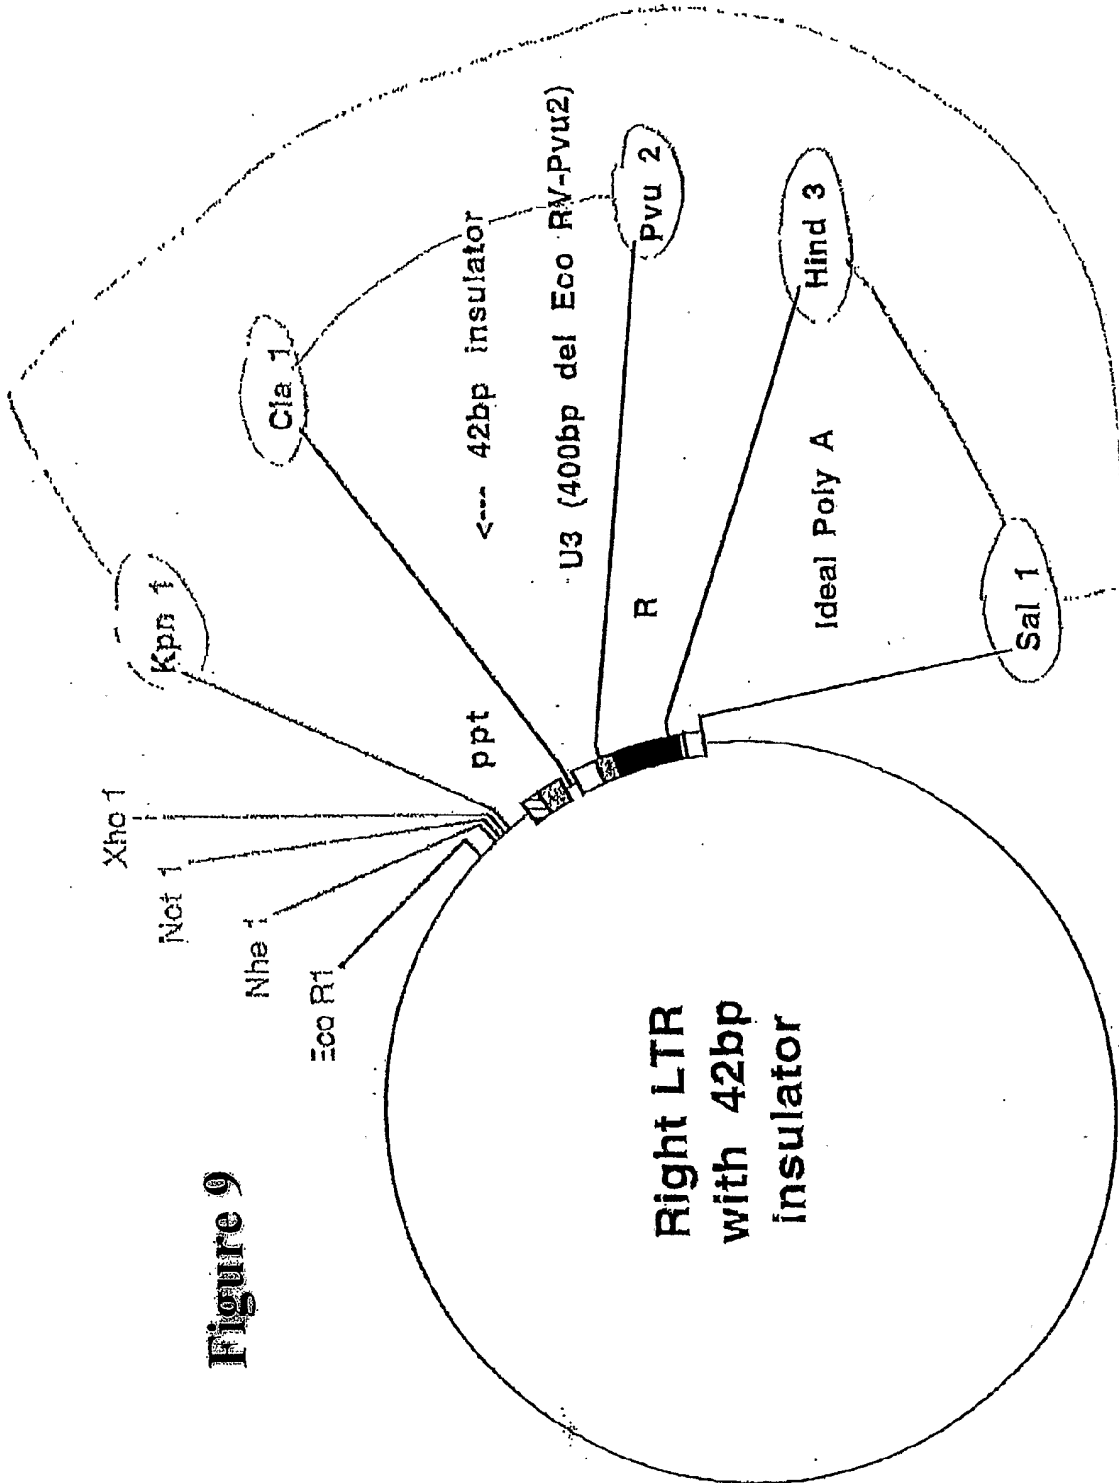 Figure 9
Right LTR
with 42bp
insulator
Eco R1
Nhe 1
Not 1
Xho 1
Kpn 1
ppt
Cla 1
<--- 42bp insulator
U3 (400bp del Eco RV-Pvu2)
Pvu 2
R
Hind 3
Ideal Poly A
Sal 1